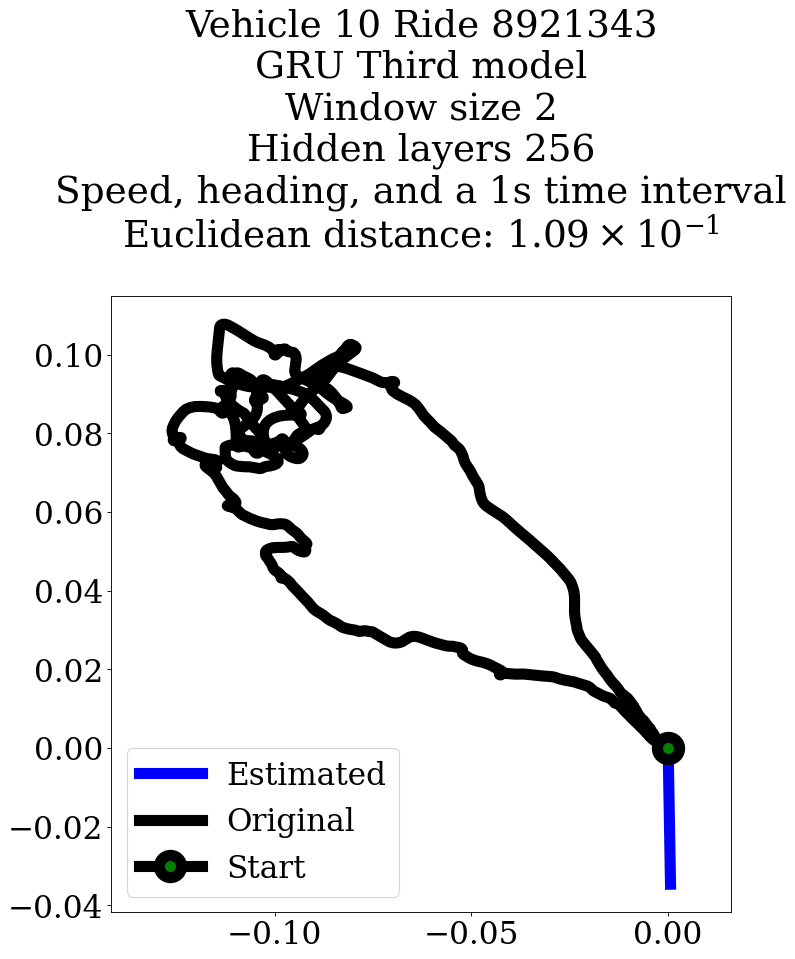 Vehicle 10 Ride 8921343
GRU Third model
Window size 2
Hidden layers 256
Speed, heading, and a 1s time interval
Euclidean distance: 1.09 × 10⁻¹
0.10
0.08
0.06
0.04
0.02
0.00
−0.02
−0.04
Estimated
Original
Start
−0.10
−0.05
0.00